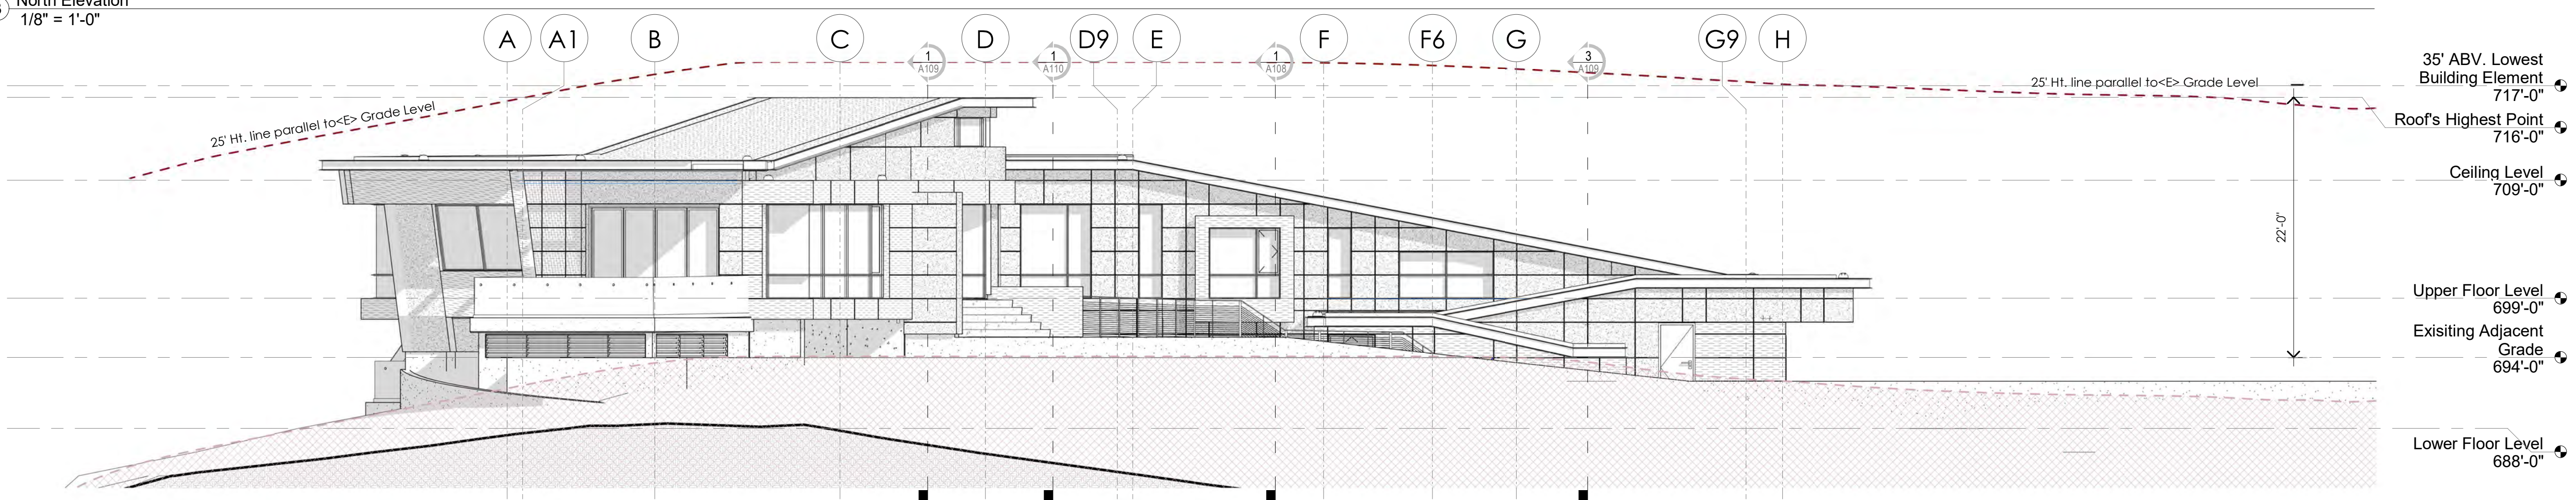 North Elevation
1/8" = 1'-0"
A A1 B C D D9 E F F6 G G9 H
1
A109
1
A110
1
A108
3
A109
25' Ht. line parallel to<E> Grade Level
25' Ht. line parallel to<E> Grade Level
35' ABV. Lowest
Building Element
717'-0"
Roof's Highest Point
716'-0"
Ceiling Level
709'-0"
22'-0"
Upper Floor Level
699'-0"
Exisiting Adjacent
Grade
694'-0"
Lower Floor Level
688'-0"